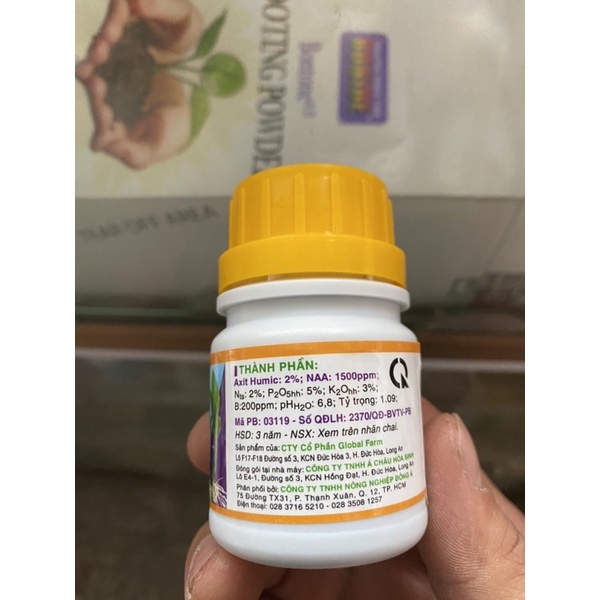 OOTING POWDE
THÀNH PHẦN:
Axit Humic: 2%; NAA: 1500ppm;
Nts: 2%; P2O5hh: 5%; K2Ohh: 3%;
B:200ppm; pHH2O: 6,8; Tỷ trọng: 1.09;
Mã PB: 03119 - Số QĐLH: 2370/QĐ-BVTV-PB
HSD: 3 năm - NSX: Xem trên nhãn chai.
Sản phẩm của: CTY Cổ Phần Global Farm
Lô F17-F18 Đường số 3, KCN Đức Hòa 3, H. Đức Hòa, Long An
Đóng gói tại nhà máy: CÔNG TY TNHH Á CHÂU HÓA SINH
Lô E4-1, Đường số 3, KCN Hồng Đạt, H. Đức Hòa, Long An
Phân phối bởi: CÔNG TY TNHH NÔNG NGHIỆP ĐÔNG Á
75 Đường TX31, P. Thạnh Xuân, Q. 12, TP. HCM
Điện thoại: 028 3716 5210 - 028 3508 1257